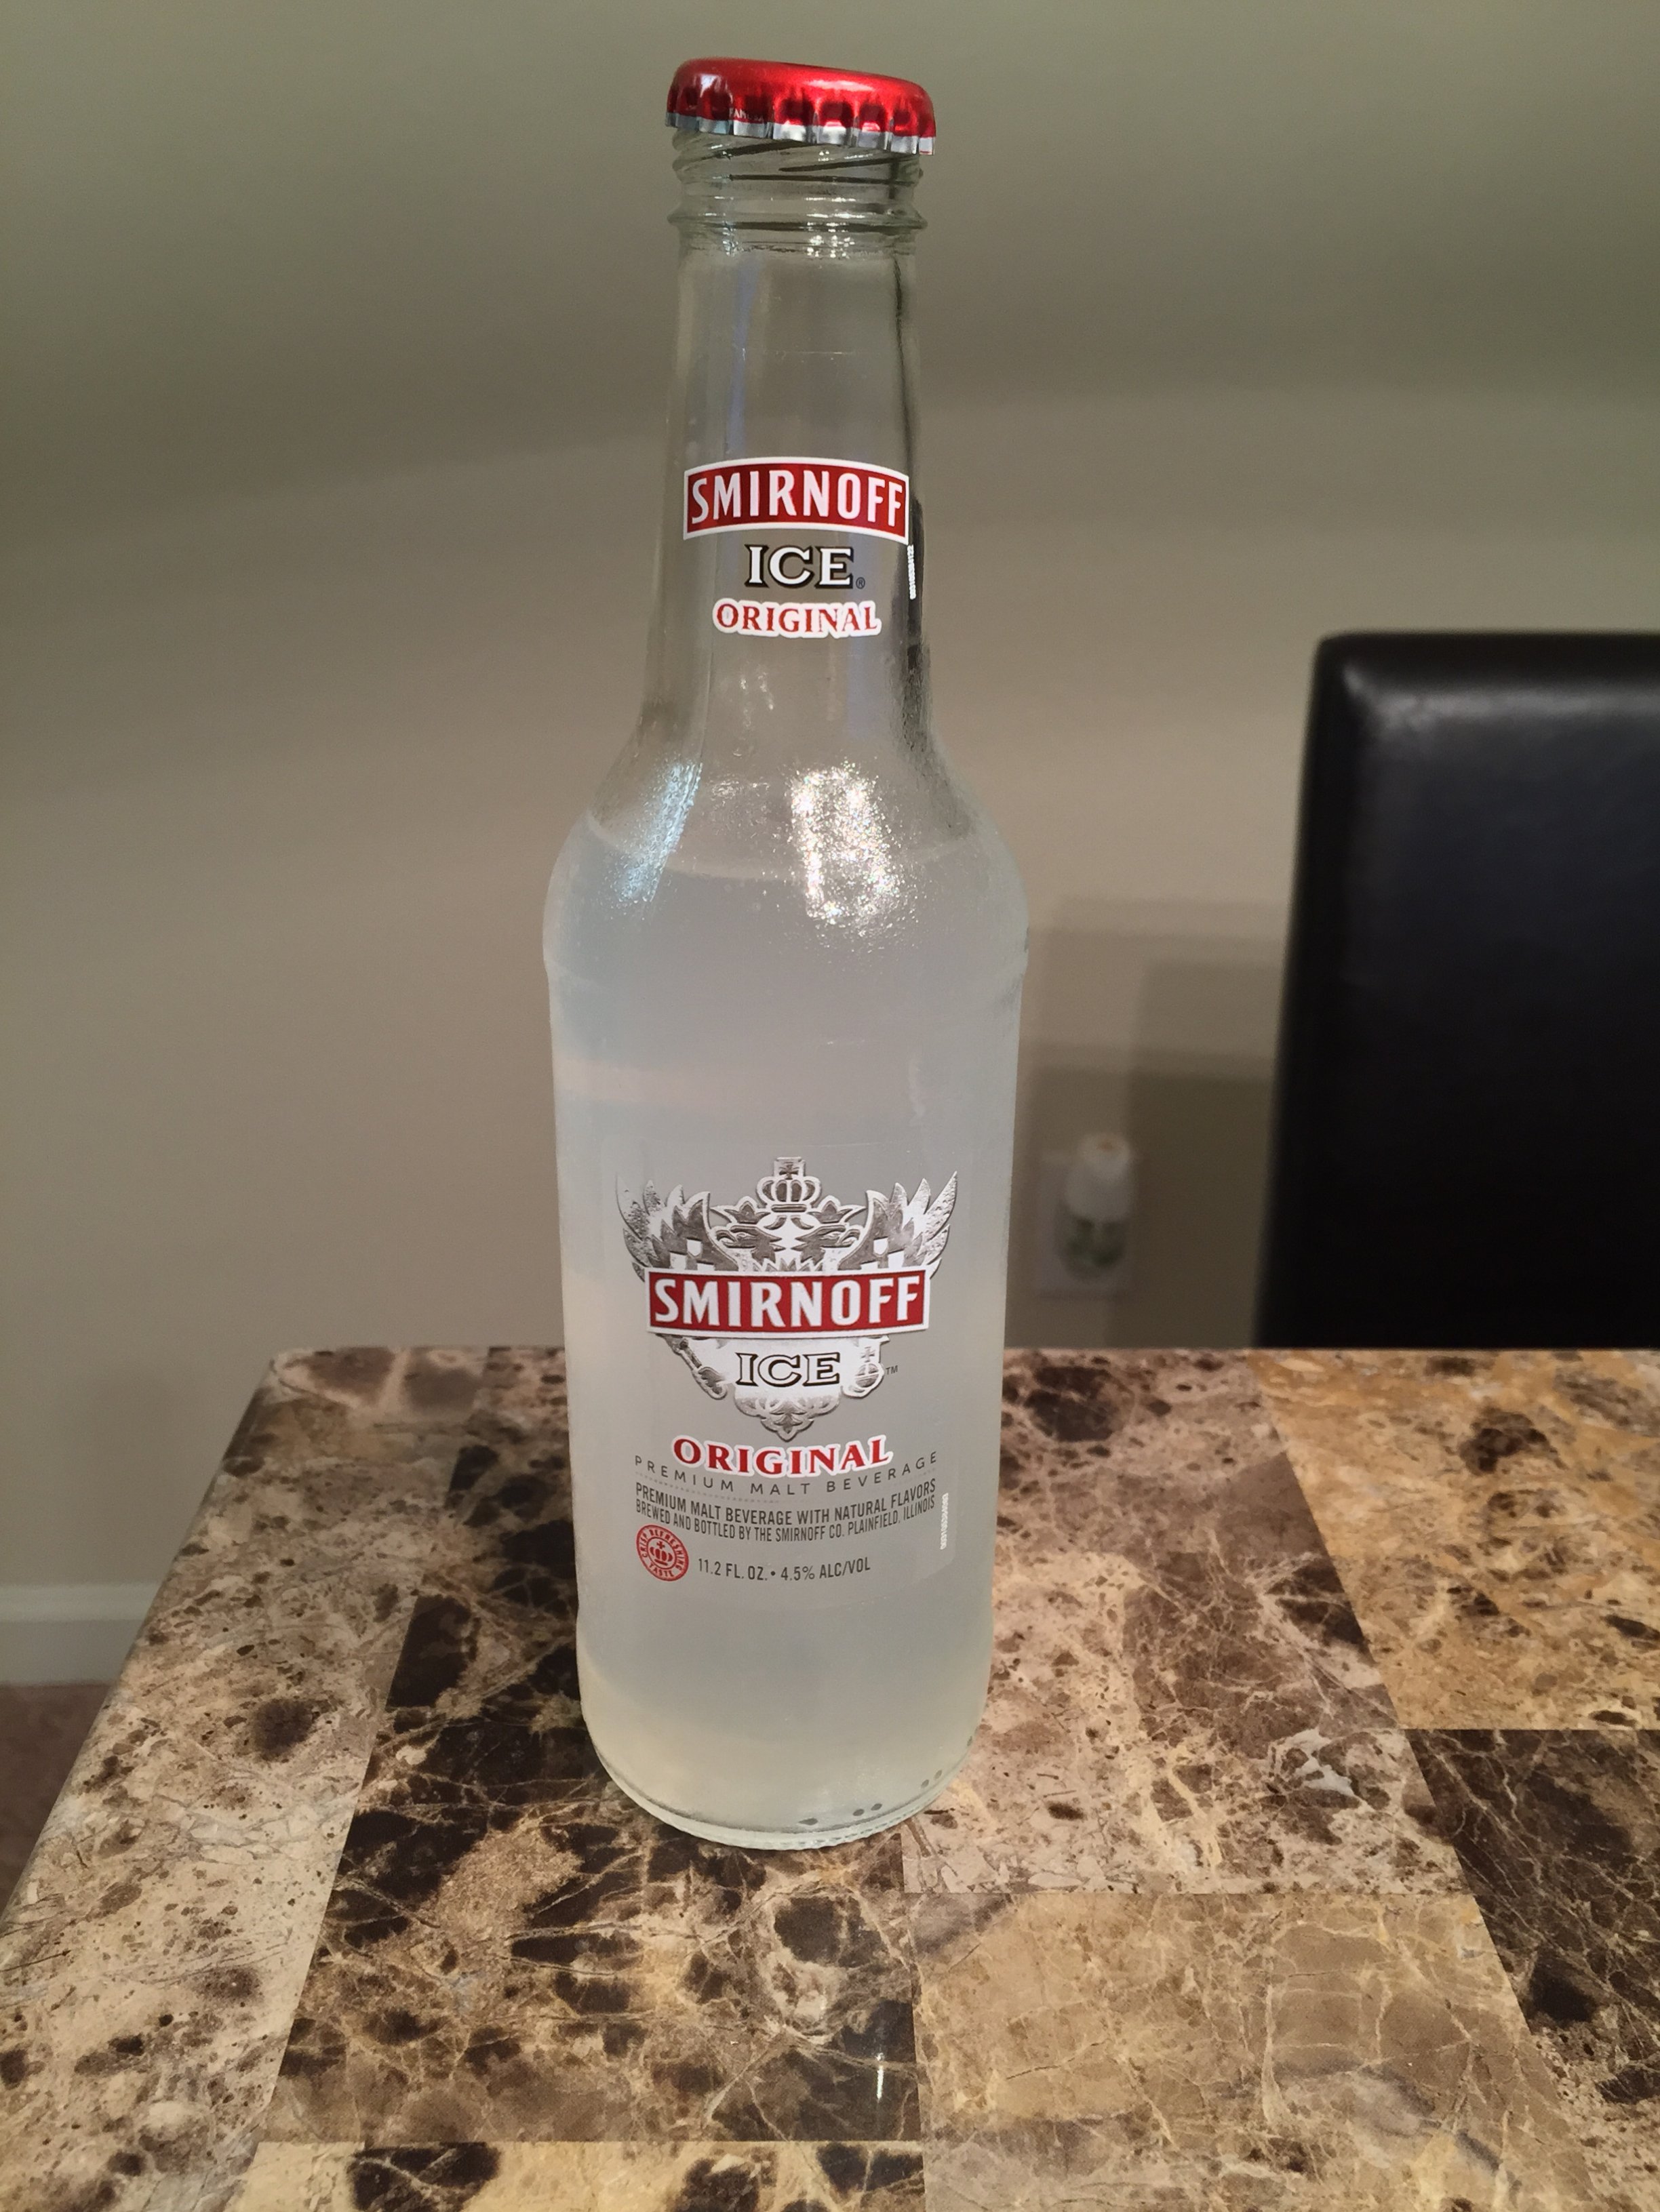 SMIRNOFF
ICE®
ORIGINAL
SMIRNOFF
ICE™
ORIGINAL
PREMIUM MALT BEVERAGE
PREMIUM MALT BEVERAGE WITH NATURAL FLAVORS
BREWED AND BOTTLED BY THE SMIRNOFF CO. PLAINFIELD, ILLINOIS
11.2 FL. OZ. • 4.5% ALC/VOL